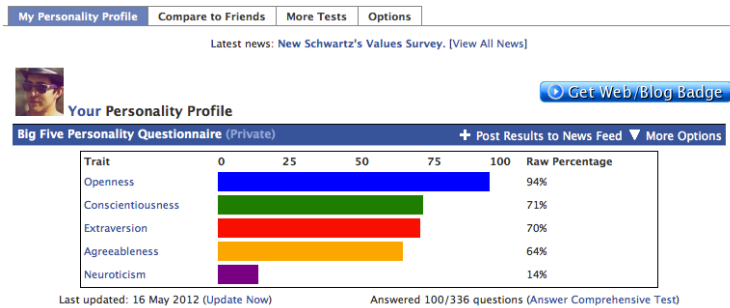 My Personality Profile Compare to Friends More Tests Options
Latest news: New Schwartz's Values Survey. [View All News]
Your Personality Profile
Get Web/Blog Badge
Big Five Personality Questionnaire (Private) + Post Results to News Feed ▼ More Options
Trait 0 25 50 75 100 Raw Percentage
Openness 94%
Conscientiousness 71%
Extraversion 70%
Agreeableness 64%
Neuroticism 14%
Last updated: 16 May 2012 (Update Now) Answered 100/336 questions (Answer Comprehensive Test)